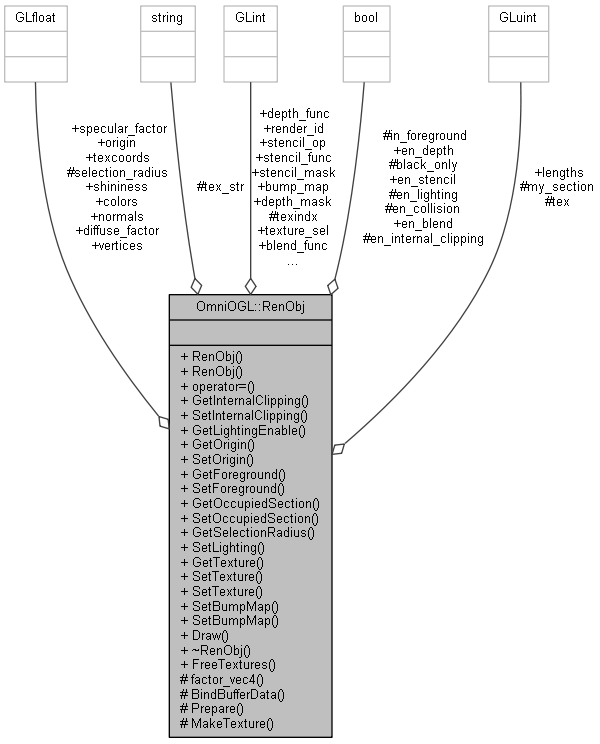 GLfloat
string
GLint
bool
GLuint
+specular_factor
+origin
+texcoords
#selection_radius
+shininess
+colors
+normals
+diffuse_factor
+vertices
#tex_str
+depth_func
+render_id
+stencil_op
+stencil_func
+stencil_mask
+bump_map
+depth_mask
#texindx
+texture_sel
+blend_func
...
#in_foreground
+en_depth
#black_only
+en_stencil
#en_lighting
#en_collision
+en_blend
#en_internal_clipping
+lengths
#my_section
#tex
OmniOGL::RenObj
+ RenObj()
+ RenObj()
+ operator=()
+ GetInternalClipping()
+ SetInternalClipping()
+ GetLightingEnable()
+ GetOrigin()
+ SetOrigin()
+ GetForeground()
+ SetForeground()
+ GetOccupiedSection()
+ SetOccupiedSection()
+ GetSelectionRadius()
+ SetLighting()
+ GetTexture()
+ SetTexture()
+ SetTexture()
+ SetBumpMap()
+ SetBumpMap()
+ Draw()
+ ~RenObj()
+ FreeTextures()
# factor_vec4()
# BindBufferData()
# Prepare()
# MakeTexture()